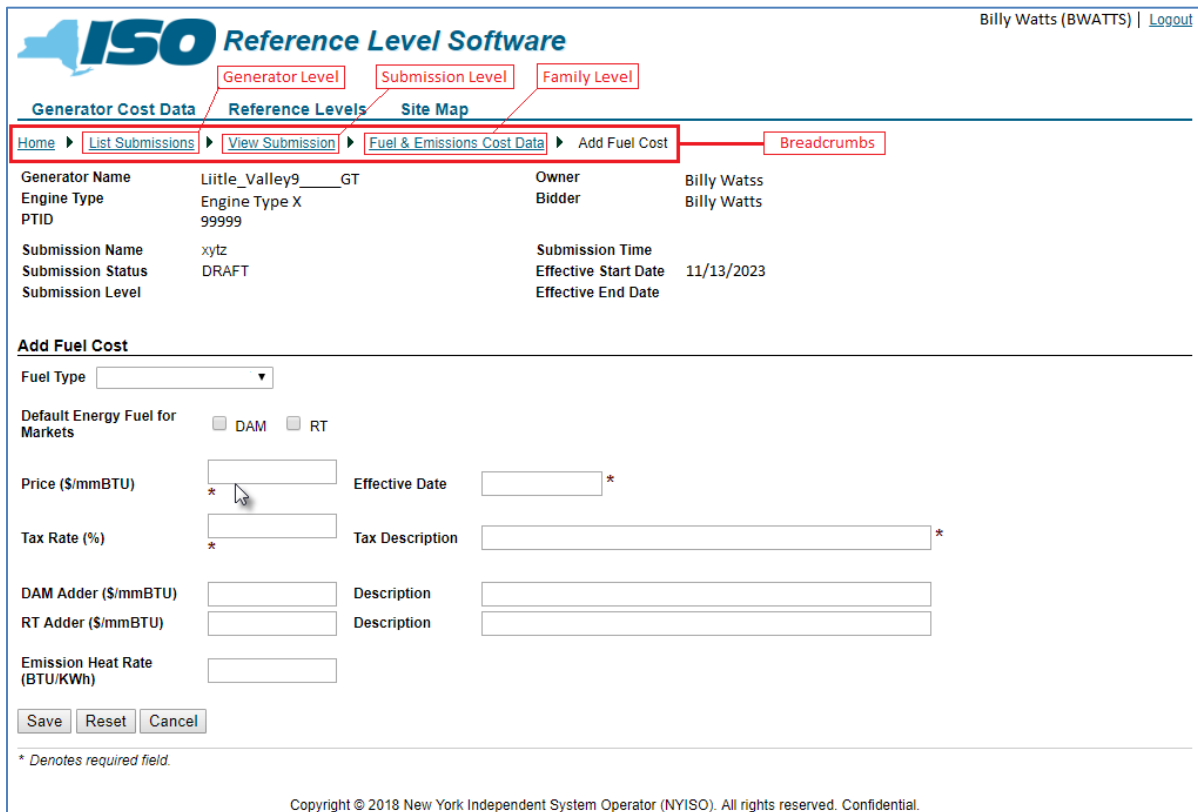 Billy Watts (BWATTS) | Logout
ISO Reference Level Software
Generator Level Submission Level Family Level
Generator Cost Data Reference Levels Site Map
Home List Submissions View Submission Fuel & Emissions Cost Data Add Fuel Cost Breadcrumbs
Generator Name Liitle_Valley9_____GT Owner Billy Watss
Engine Type Engine Type X Bidder Billy Watts
PTID 99999
Submission Name xytz Submission Time
Submission Status DRAFT Effective Start Date 11/13/2023
Submission Level Effective End Date
Add Fuel Cost
Fuel Type
Default Energy Fuel for Markets DAM RT
Price ($/mmBTU) * Effective Date *
Tax Rate (%) * Tax Description *
DAM Adder ($/mmBTU) Description
RT Adder ($/mmBTU) Description
Emission Heat Rate (BTU/KWh)
Save Reset Cancel
* Denotes required field.
Copyright © 2018 New York Independent System Operator (NYISO). All rights reserved. Confidential.